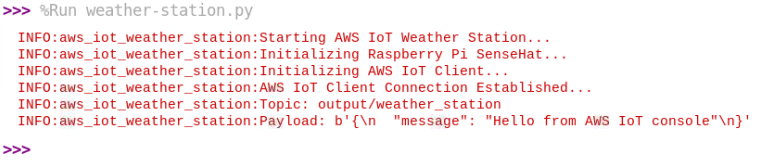 >>> %Run weather-station.py
INFO:aws_iot_weather_station:Starting AWS IoT Weather Station...
INFO:aws_iot_weather_station:Initializing Raspberry Pi SenseHat...
INFO:aws_iot_weather_station:Initializing AWS IoT Client...
INFO:aws_iot_weather_station:AWS IoT Client Connection Established...
INFO:aws_iot_weather_station:Topic: output/weather_station
INFO:aws_iot_weather_station:Payload: b'{\n  "message": "Hello from AWS IoT console"\n}'
>>>